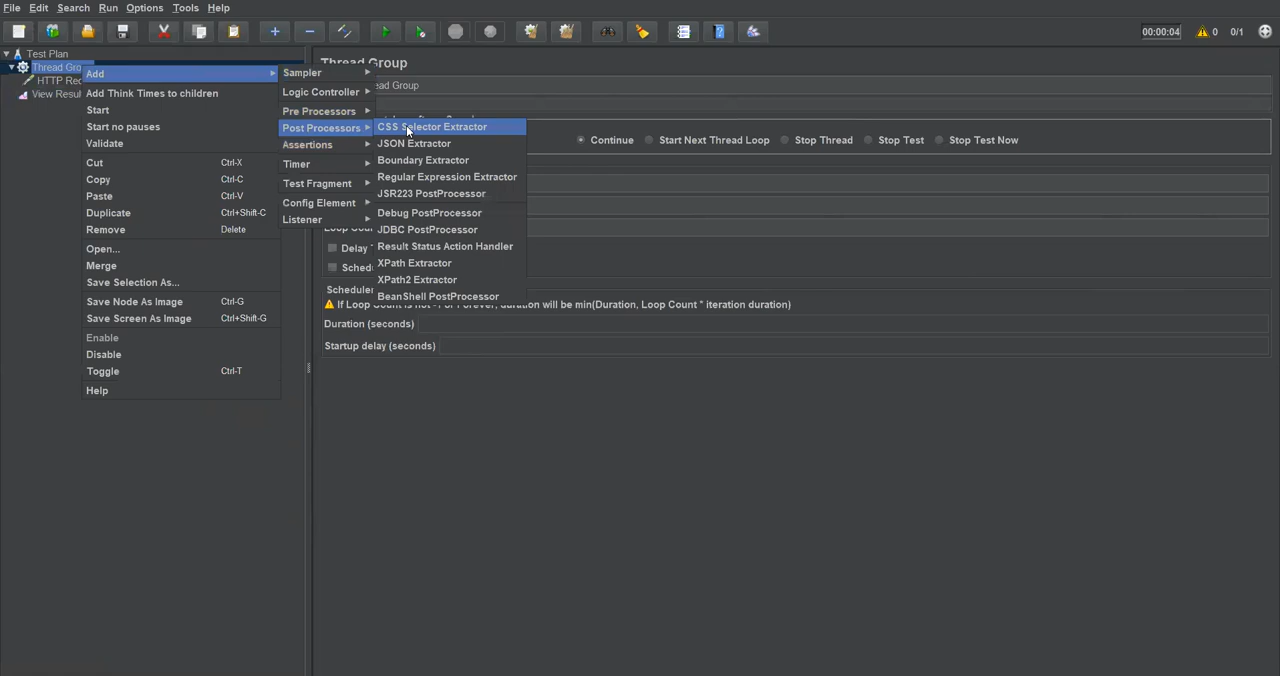 File Edit Search Run Options Tools Help
00:00:04 0 0/1
Test Plan
Thread Gro
HTTP Rec
View Resul
Add
Add Think Times to children
Start
Start no pauses
Validate
Cut Ctrl-X
Copy Ctrl-C
Paste Ctrl-V
Duplicate Ctrl+Shift-C
Remove Delete
Open...
Merge
Save Selection As...
Save Node As Image Ctrl-G
Save Screen As Image Ctrl+Shift-G
Enable
Disable
Toggle Ctrl-T
Help
Sampler
Logic Controller
Pre Processors
Post Processors
Assertions
Timer
Test Fragment
Config Element
Listener
CSS Selector Extractor
JSON Extractor
Boundary Extractor
Regular Expression Extractor
JSR223 PostProcessor
Debug PostProcessor
JDBC PostProcessor
Result Status Action Handler
XPath Extractor
XPath2 Extractor
BeanShell PostProcessor
Thread Group
ead Group
Continue Start Next Thread Loop Stop Thread Stop Test Stop Test Now
Loop Cou
Delay T
Schedu
Scheduler
If Loop Count is not -1 or Forever, duration will be min(Duration, Loop Count * iteration duration)
Duration (seconds)
Startup delay (seconds)